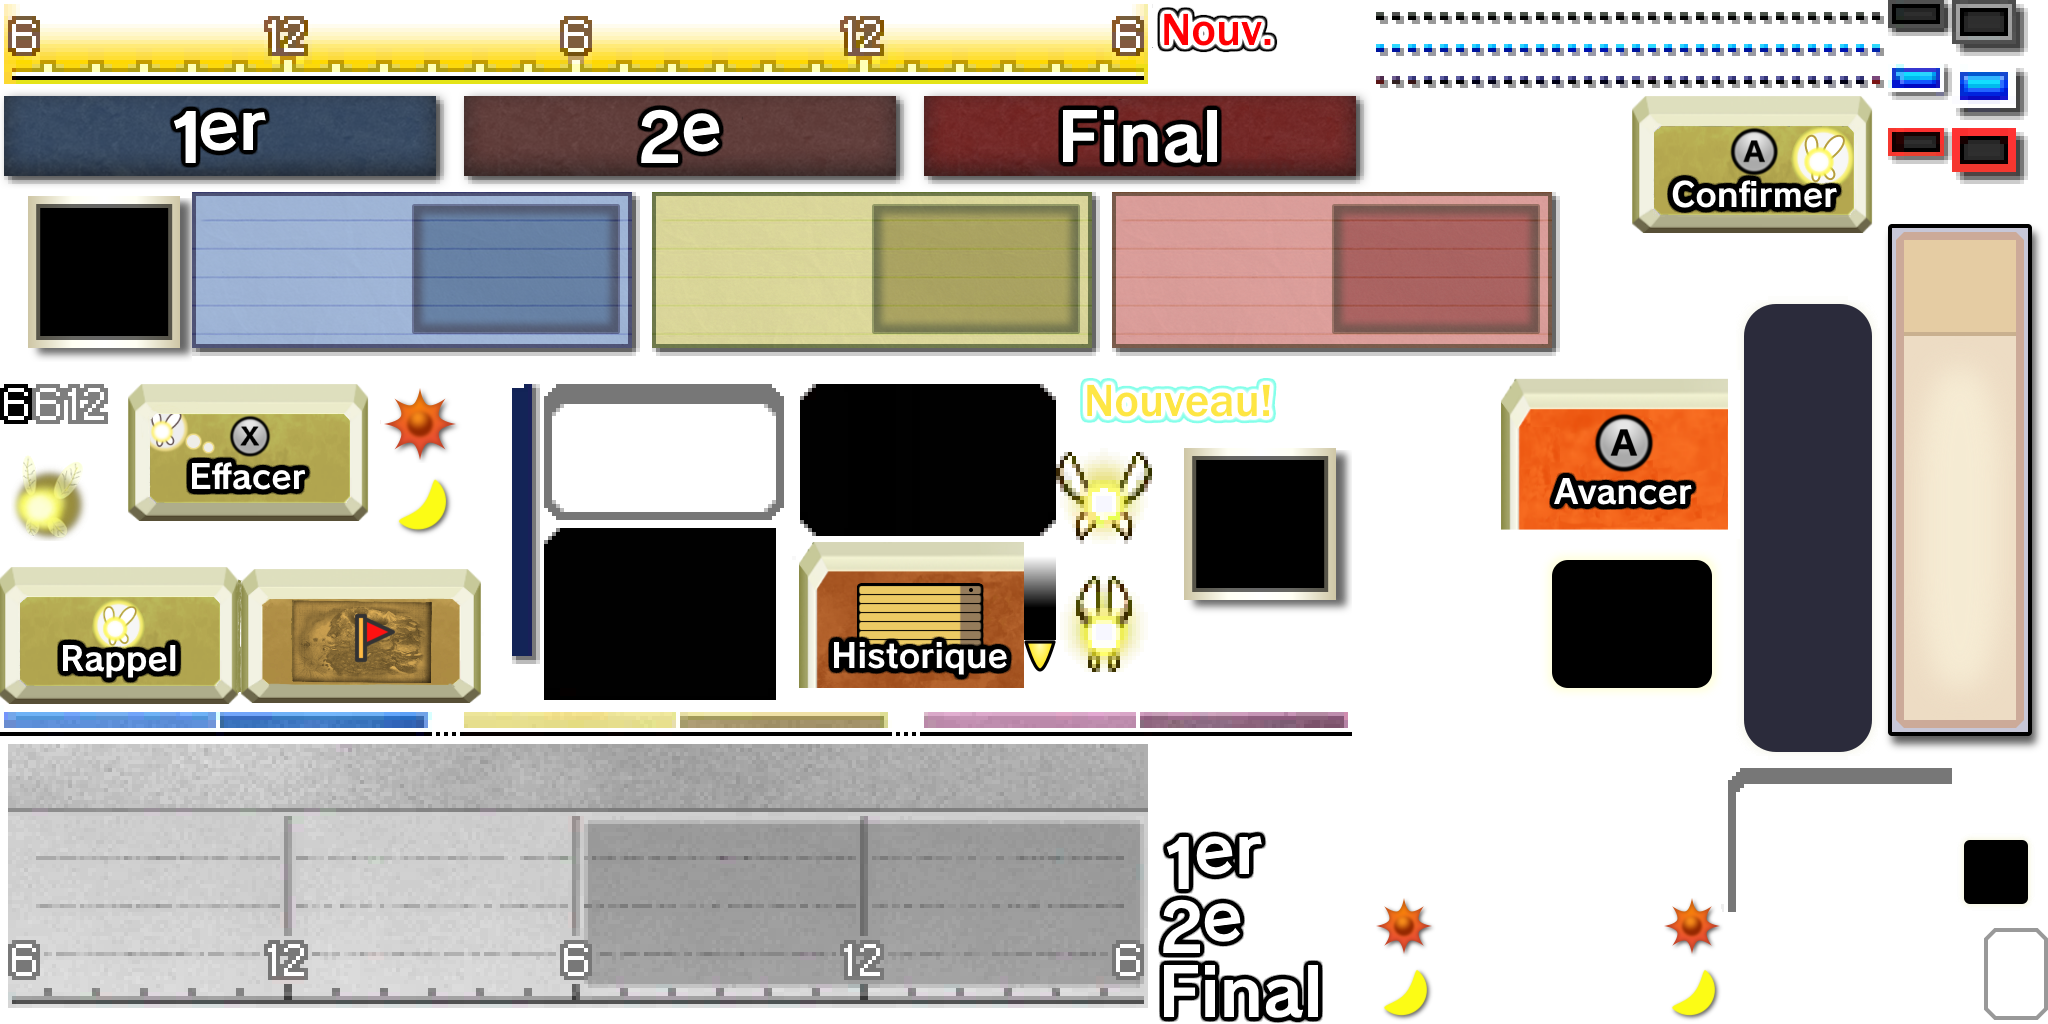 6 12 6 12 6
Nouv.
1er 2e Final
A
Confirmer
6 6 12
X
Effacer
Nouveau!
A
Avancer
Rappel
Historique
6 12 6 12 6
1er
2e
Final